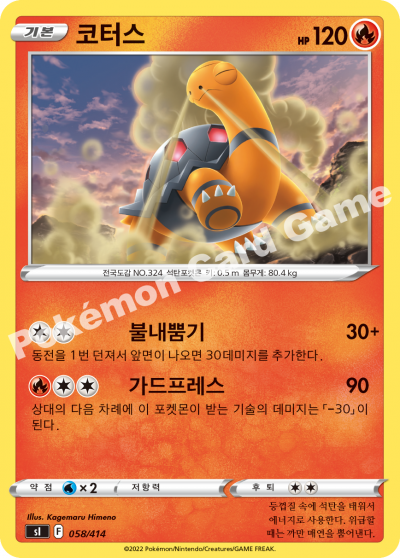 기본 코터스 HP 120
전국도감 NO.324 석탄포켓몬 키: 0.5 m 몸무게: 80.4 kg
Pokémon Card Game
불내뿜기 30+
동전을 1번 던져서 앞면이 나오면 30데미지를 추가한다.
가드프레스 90
상대의 다음 차례에 이 포켓몬이 받는 기술의 데미지는 「-30」이
된다.
약점 ×2 저항력 후퇴
Illus. Kagemaru Himeno
sI F 058/414
등껍질 속에 석탄을 태워서
에너지로 사용한다. 위급할
때는 까만 매연을 뿜어낸다.
©2022 Pokémon/Nintendo/Creatures/GAME FREAK.